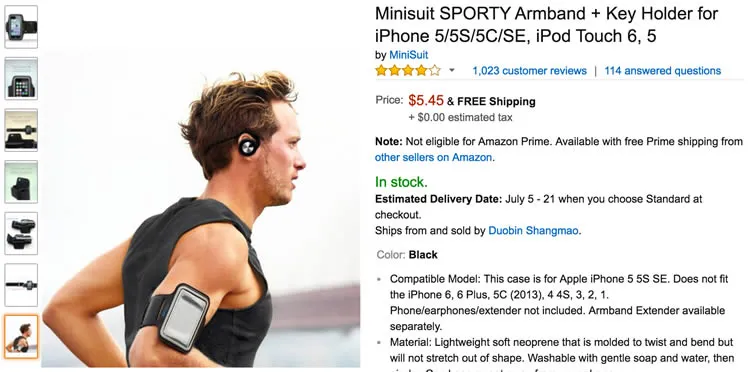 Minisuit SPORTY Armband + Key Holder for
iPhone 5/5S/5C/SE, iPod Touch 6, 5
by MiniSuit
1,023 customer reviews | 114 answered questions
Price: $5.45 & FREE Shipping
+ $0.00 estimated tax
Note: Not eligible for Amazon Prime. Available with free Prime shipping from
other sellers on Amazon.
In stock.
Estimated Delivery Date: July 5 - 21 when you choose Standard at
checkout.
Ships from and sold by Duobin Shangmao.
Color: Black
• Compatible Model: This case is for Apple iPhone 5 5S SE. Does not fit
the iPhone 6, 6 Plus, 5C (2013), 4 4S, 3, 2, 1.
Phone/earphones/extender not included. Armband Extender available
separately.
• Material: Lightweight soft neoprene that is molded to twist and bend but
will not stretch out of shape. Washable with gentle soap and water, then